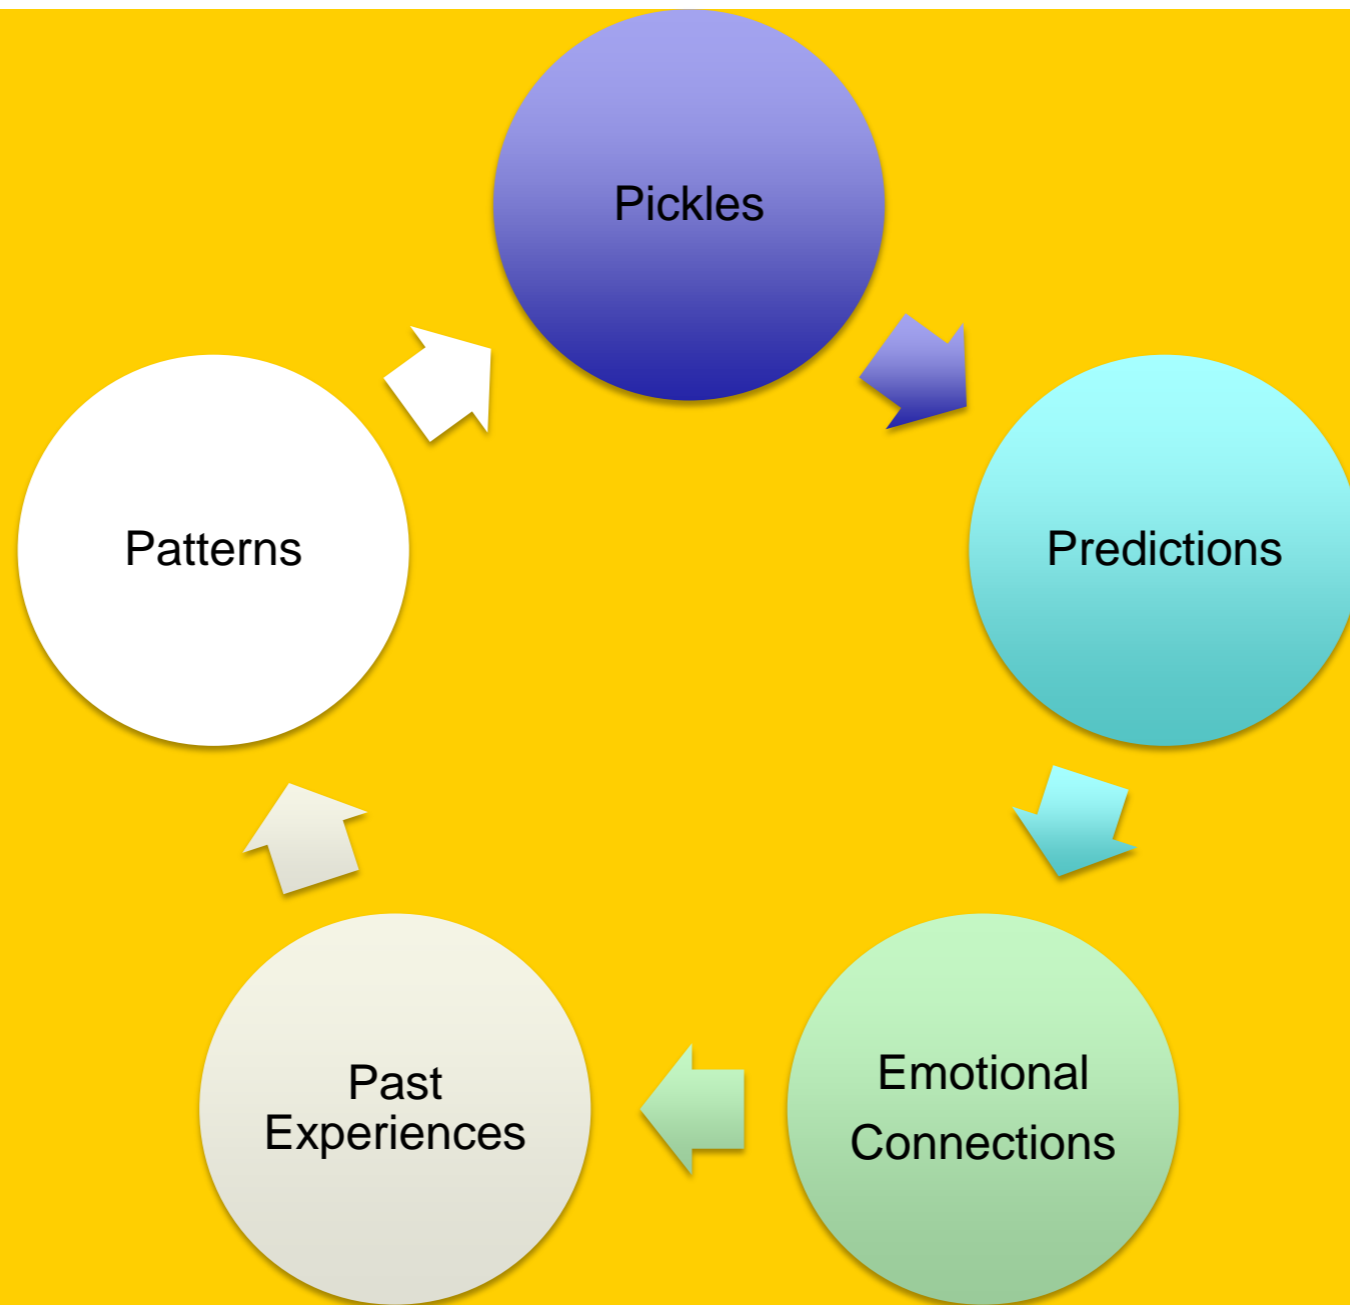 Pickles
Predictions
Emotional
Connections
Past
Experiences
Patterns